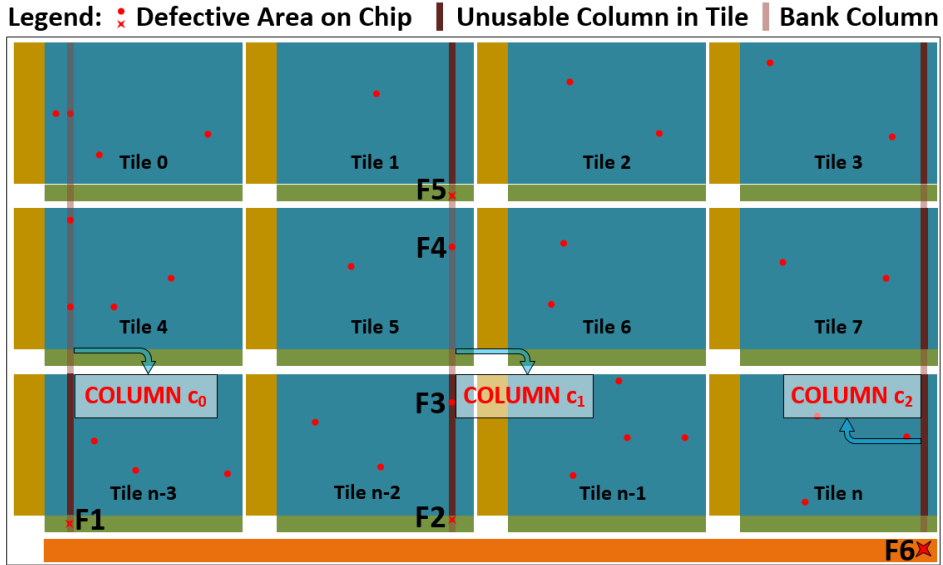 Legend: Defective Area on Chip Unusable Column in Tile Bank Column
Tile 0 Tile 1 Tile 2 Tile 3
F5
F4
Tile 4 Tile 5 Tile 6 Tile 7
COLUMN c0 F3 COLUMN c1 COLUMN c2
Tile n-3 Tile n-2 Tile n-1 Tile n
F1 F2
F6